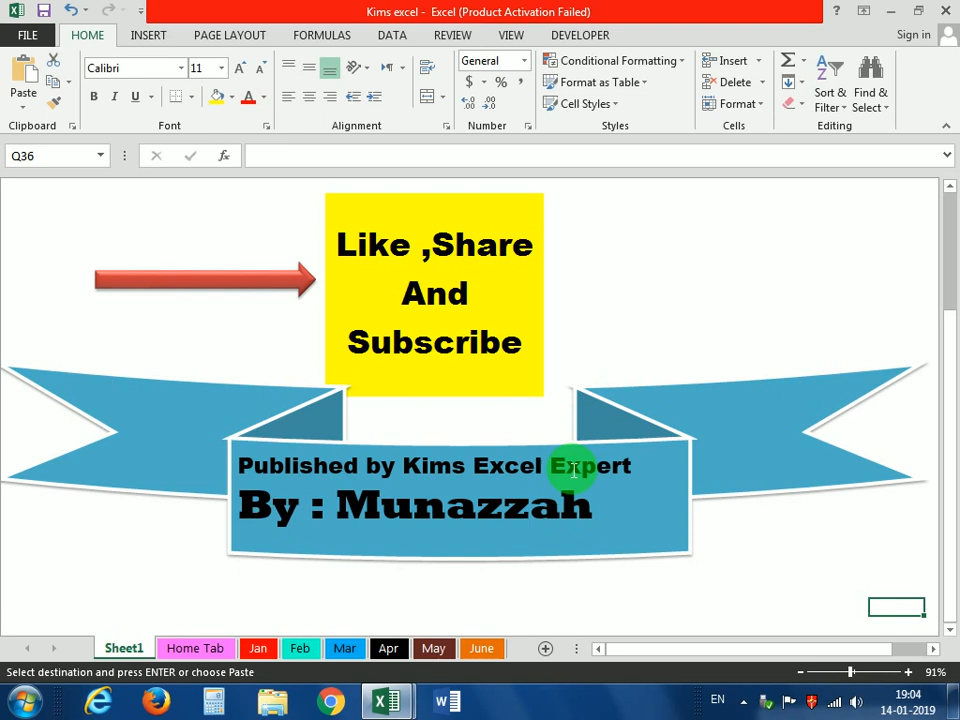 Kims excel - Excel (Product Activation Failed)
FILE HOME INSERT PAGE LAYOUT FORMULAS DATA REVIEW VIEW DEVELOPER Sign in
Paste
Calibri 11
B I U
A A
General
$ % ,
Conditional Formatting
Format as Table
Cell Styles
Insert
Delete
Format
Sort & Filter
Find & Select
Clipboard Font Alignment Number Styles Cells Editing
Q36 fx
Like ,Share
And
Subscribe
Published by Kims Excel Expert
By : Munazzah
Sheet1 Home Tab Jan Feb Mar Apr May June
Select destination and press ENTER or choose Paste 91%
EN
19:04
14-01-2019